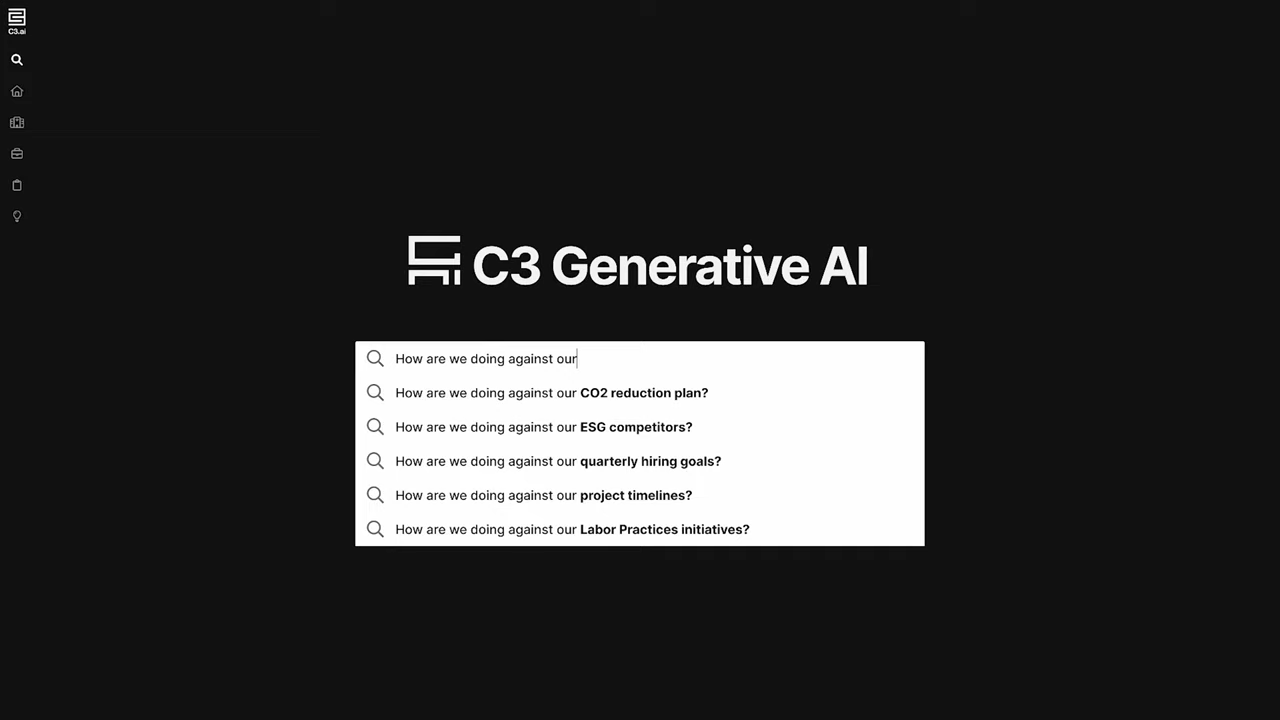 C3.ai
C3 Generative AI
How are we doing against our
How are we doing against our CO2 reduction plan?
How are we doing against our ESG competitors?
How are we doing against our quarterly hiring goals?
How are we doing against our project timelines?
How are we doing against our Labor Practices initiatives?